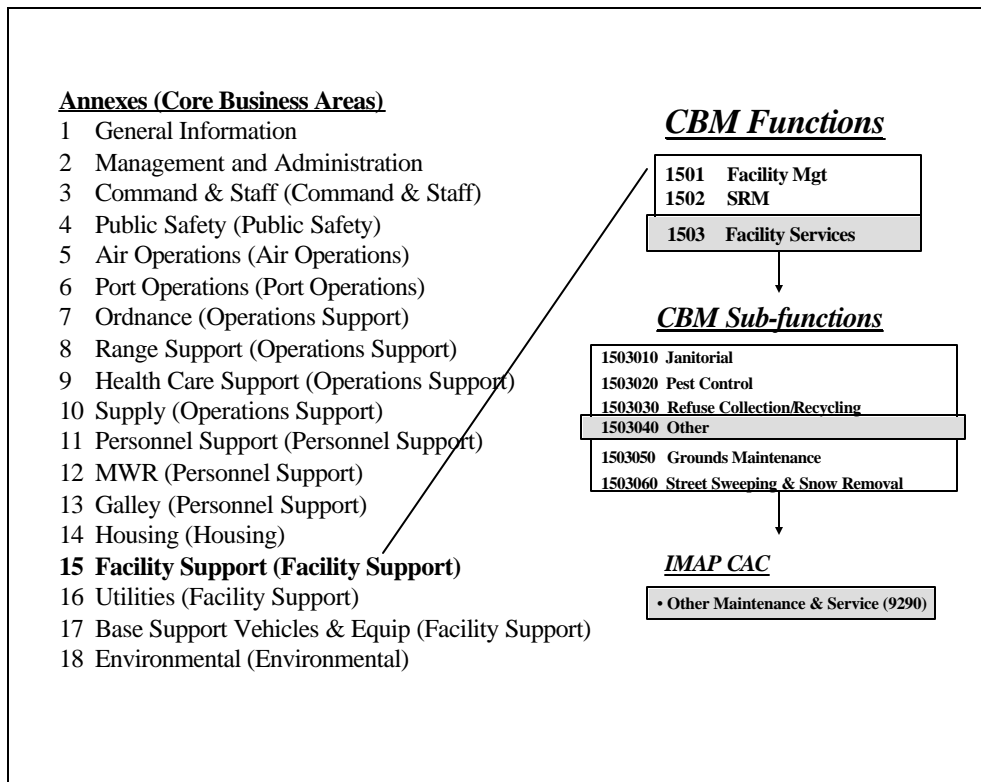 Annexes (Core Business Areas)
1 General Information
2 Management and Administration
3 Command & Staff (Command & Staff)
4 Public Safety (Public Safety)
5 Air Operations (Air Operations)
6 Port Operations (Port Operations)
7 Ordnance (Operations Support)
8 Range Support (Operations Support)
9 Health Care Support (Operations Support)
10 Supply (Operations Support)
11 Personnel Support (Personnel Support)
12 MWR (Personnel Support)
13 Galley (Personnel Support)
14 Housing (Housing)
15 Facility Support (Facility Support)
16 Utilities (Facility Support)
17 Base Support Vehicles & Equip (Facility Support)
18 Environmental (Environmental)
CBM Functions
1501 Facility Mgt
1502 SRM
1503 Facility Services
CBM Sub-functions
1503010 Janitorial
1503020 Pest Control
1503030 Refuse Collection/Recycling
1503040 Other
1503050 Grounds Maintenance
1503060 Street Sweeping & Snow Removal
IMAP CAC
• Other Maintenance & Service (9290)